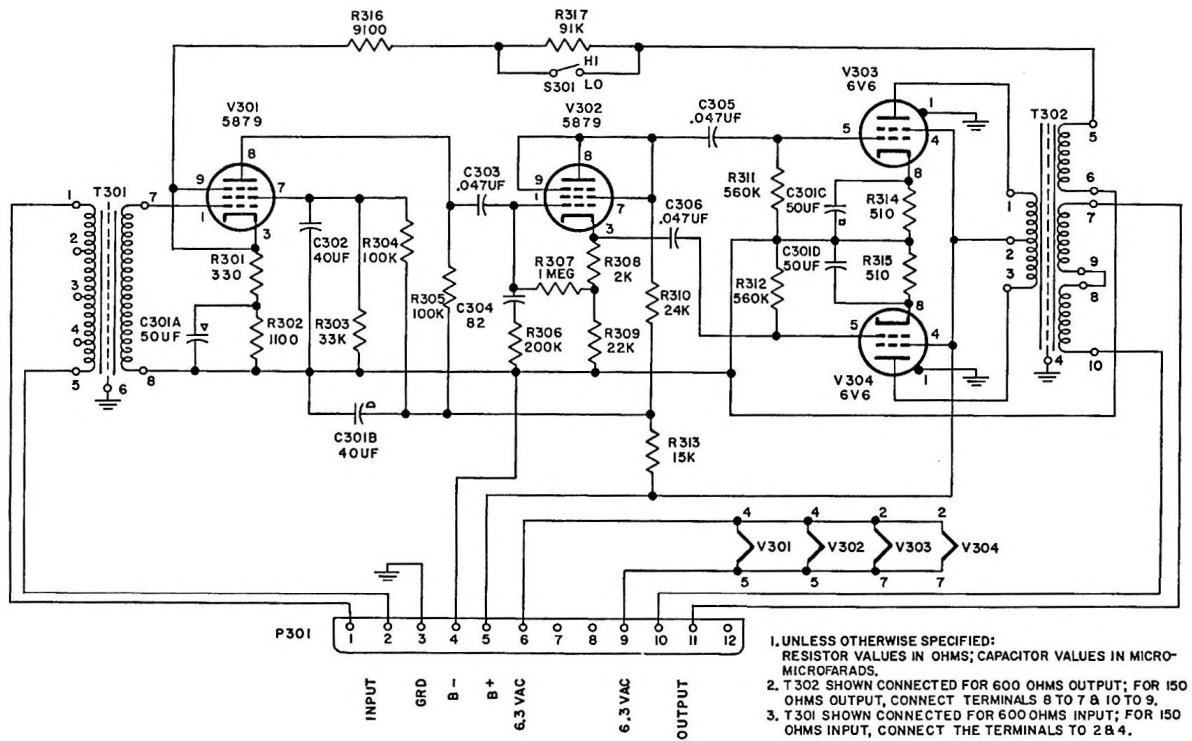 R316
9100
R317
91K
HI
S301 LO
V301
5879
V302
5879
V303
6V6
T302
C305
.047UF
C303
.047UF
C306
.047UF
T301
R301
330
C302
40UF
R304
100K
R305
100K
R307
1 MEG
R308
2K
R310
24K
R311
560K
C301C
50UF
R314
510
C301D
50UF
R315
510
R312
560K
C301A
50UF
R302
1100
R303
33K
C304
82
R306
200K
R309
22K
C301B
40UF
R313
15K
V304
6V6
1
2
3
4
5
6
7
8
9
8
7
1
3
9
8
1
7
3
5
1
4
8
5
8
4
1
1
2
3
5
6
7
9
8
4
10
4 4 2 2
V301 V302 V303 V304
5 5 7 7
P301
1 2 3 4 5 6 7 8 9 10 11 12
INPUT
GRD
B-
B+
6.3 VAC
6.3 VAC
OUTPUT
1. UNLESS OTHERWISE SPECIFIED:
RESISTOR VALUES IN OHMS; CAPACITOR VALUES IN MICRO-
MICROFARADS.
2. T302 SHOWN CONNECTED FOR 600 OHMS OUTPUT; FOR 150
OHMS OUTPUT, CONNECT TERMINALS 8 TO 7 & 10 TO 9.
3. T301 SHOWN CONNECTED FOR 600 OHMS INPUT; FOR 150
OHMS INPUT, CONNECT THE TERMINALS TO 2 & 4.